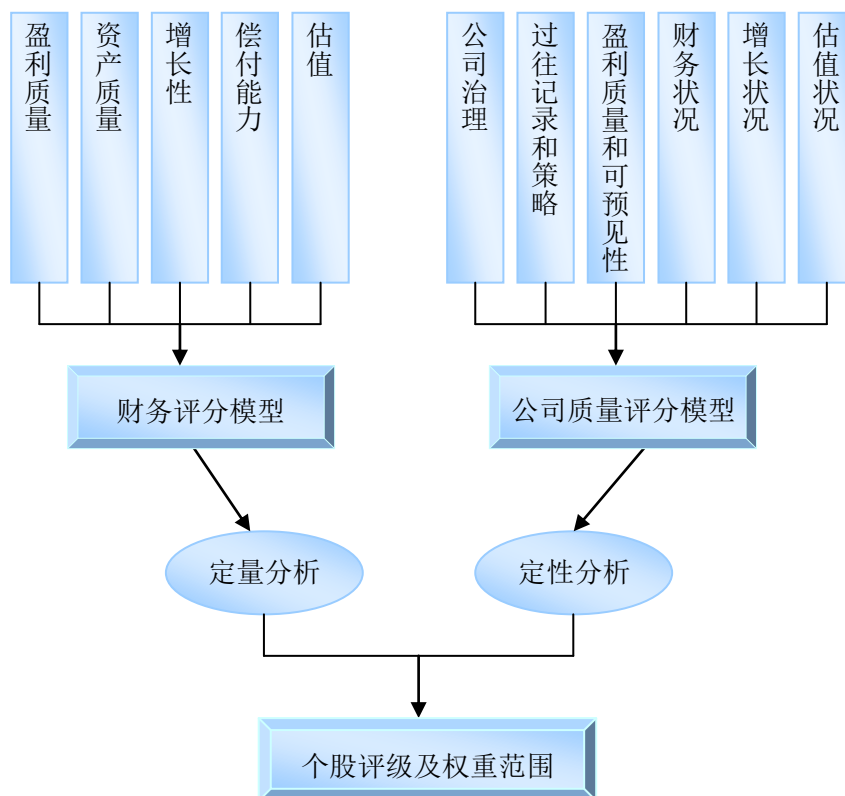 盈利质量
资产质量
增长性
偿付能力
估值
公司治理
过往记录和策略
盈利质量和可预见性
财务状况
增长状况
估值状况
财务评分模型
公司质量评分模型
定量分析
定性分析
个股评级及权重范围